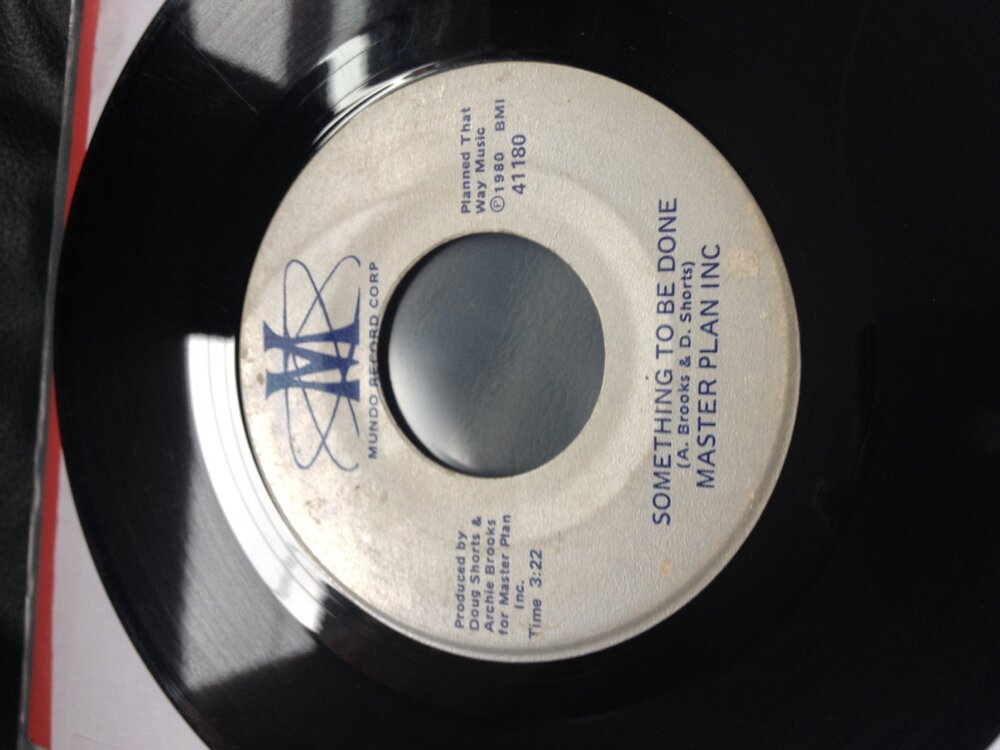 M
MUNDO RECORD CORP
Produced by
Doug Shorts &
Archie Brooks
for Master Plan
Inc.
Time 3:22
Planned That
Way Music
℗1980 BMI
41180
SOMETHING TO BE DONE
(A. Brooks & D. Shorts)
MASTER PLAN INC